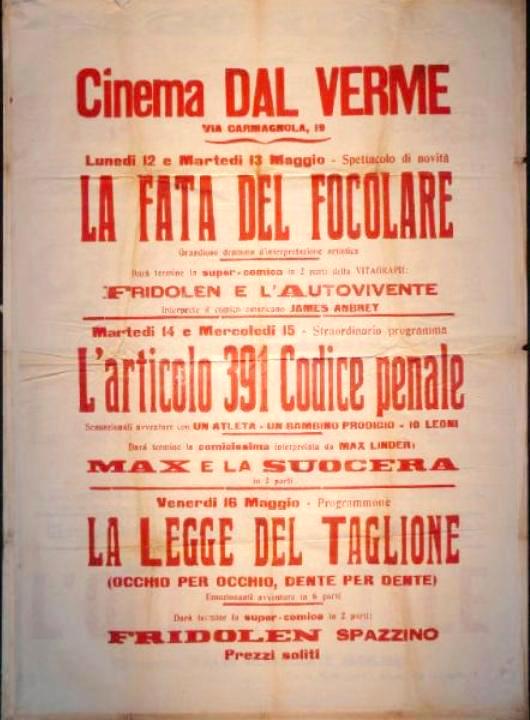 Cinema DAL VERME
VIA CARMAGNOLA, 19
Lunedì 12 e Martedì 13 Maggio - Spettacolo di novità
LA FATA DEL FOCOLARE
Grandioso dramma d'interpretazione artistica
Darà termine la super-comica in 2 parti della VITAGRAPH:
FRIDOLEN E L'AUTOVIVENTE
Interprete il comico americano JAMES ANBREY
Martedì 14 e Mercoledì 15 - Straordinario programma
L'articolo 391 Codice penale
Sensazionali avventure con UN ATLETA - UN BAMBINO PRODIGIO - 10 LEONI
Darà termine la comicissima interpretata da MAX LINDER:
MAX E LA SUOCERA
in 2 parti
Venerdì 16 Maggio - Programmone
LA LEGGE DEL TAGLIONE
(OCCHIO PER OCCHIO, DENTE PER DENTE)
Emozionanti avventure in 6 parti
Darà termine la super-comica in 2 parti:
FRIDOLEN SPAZZINO
Prezzi soliti